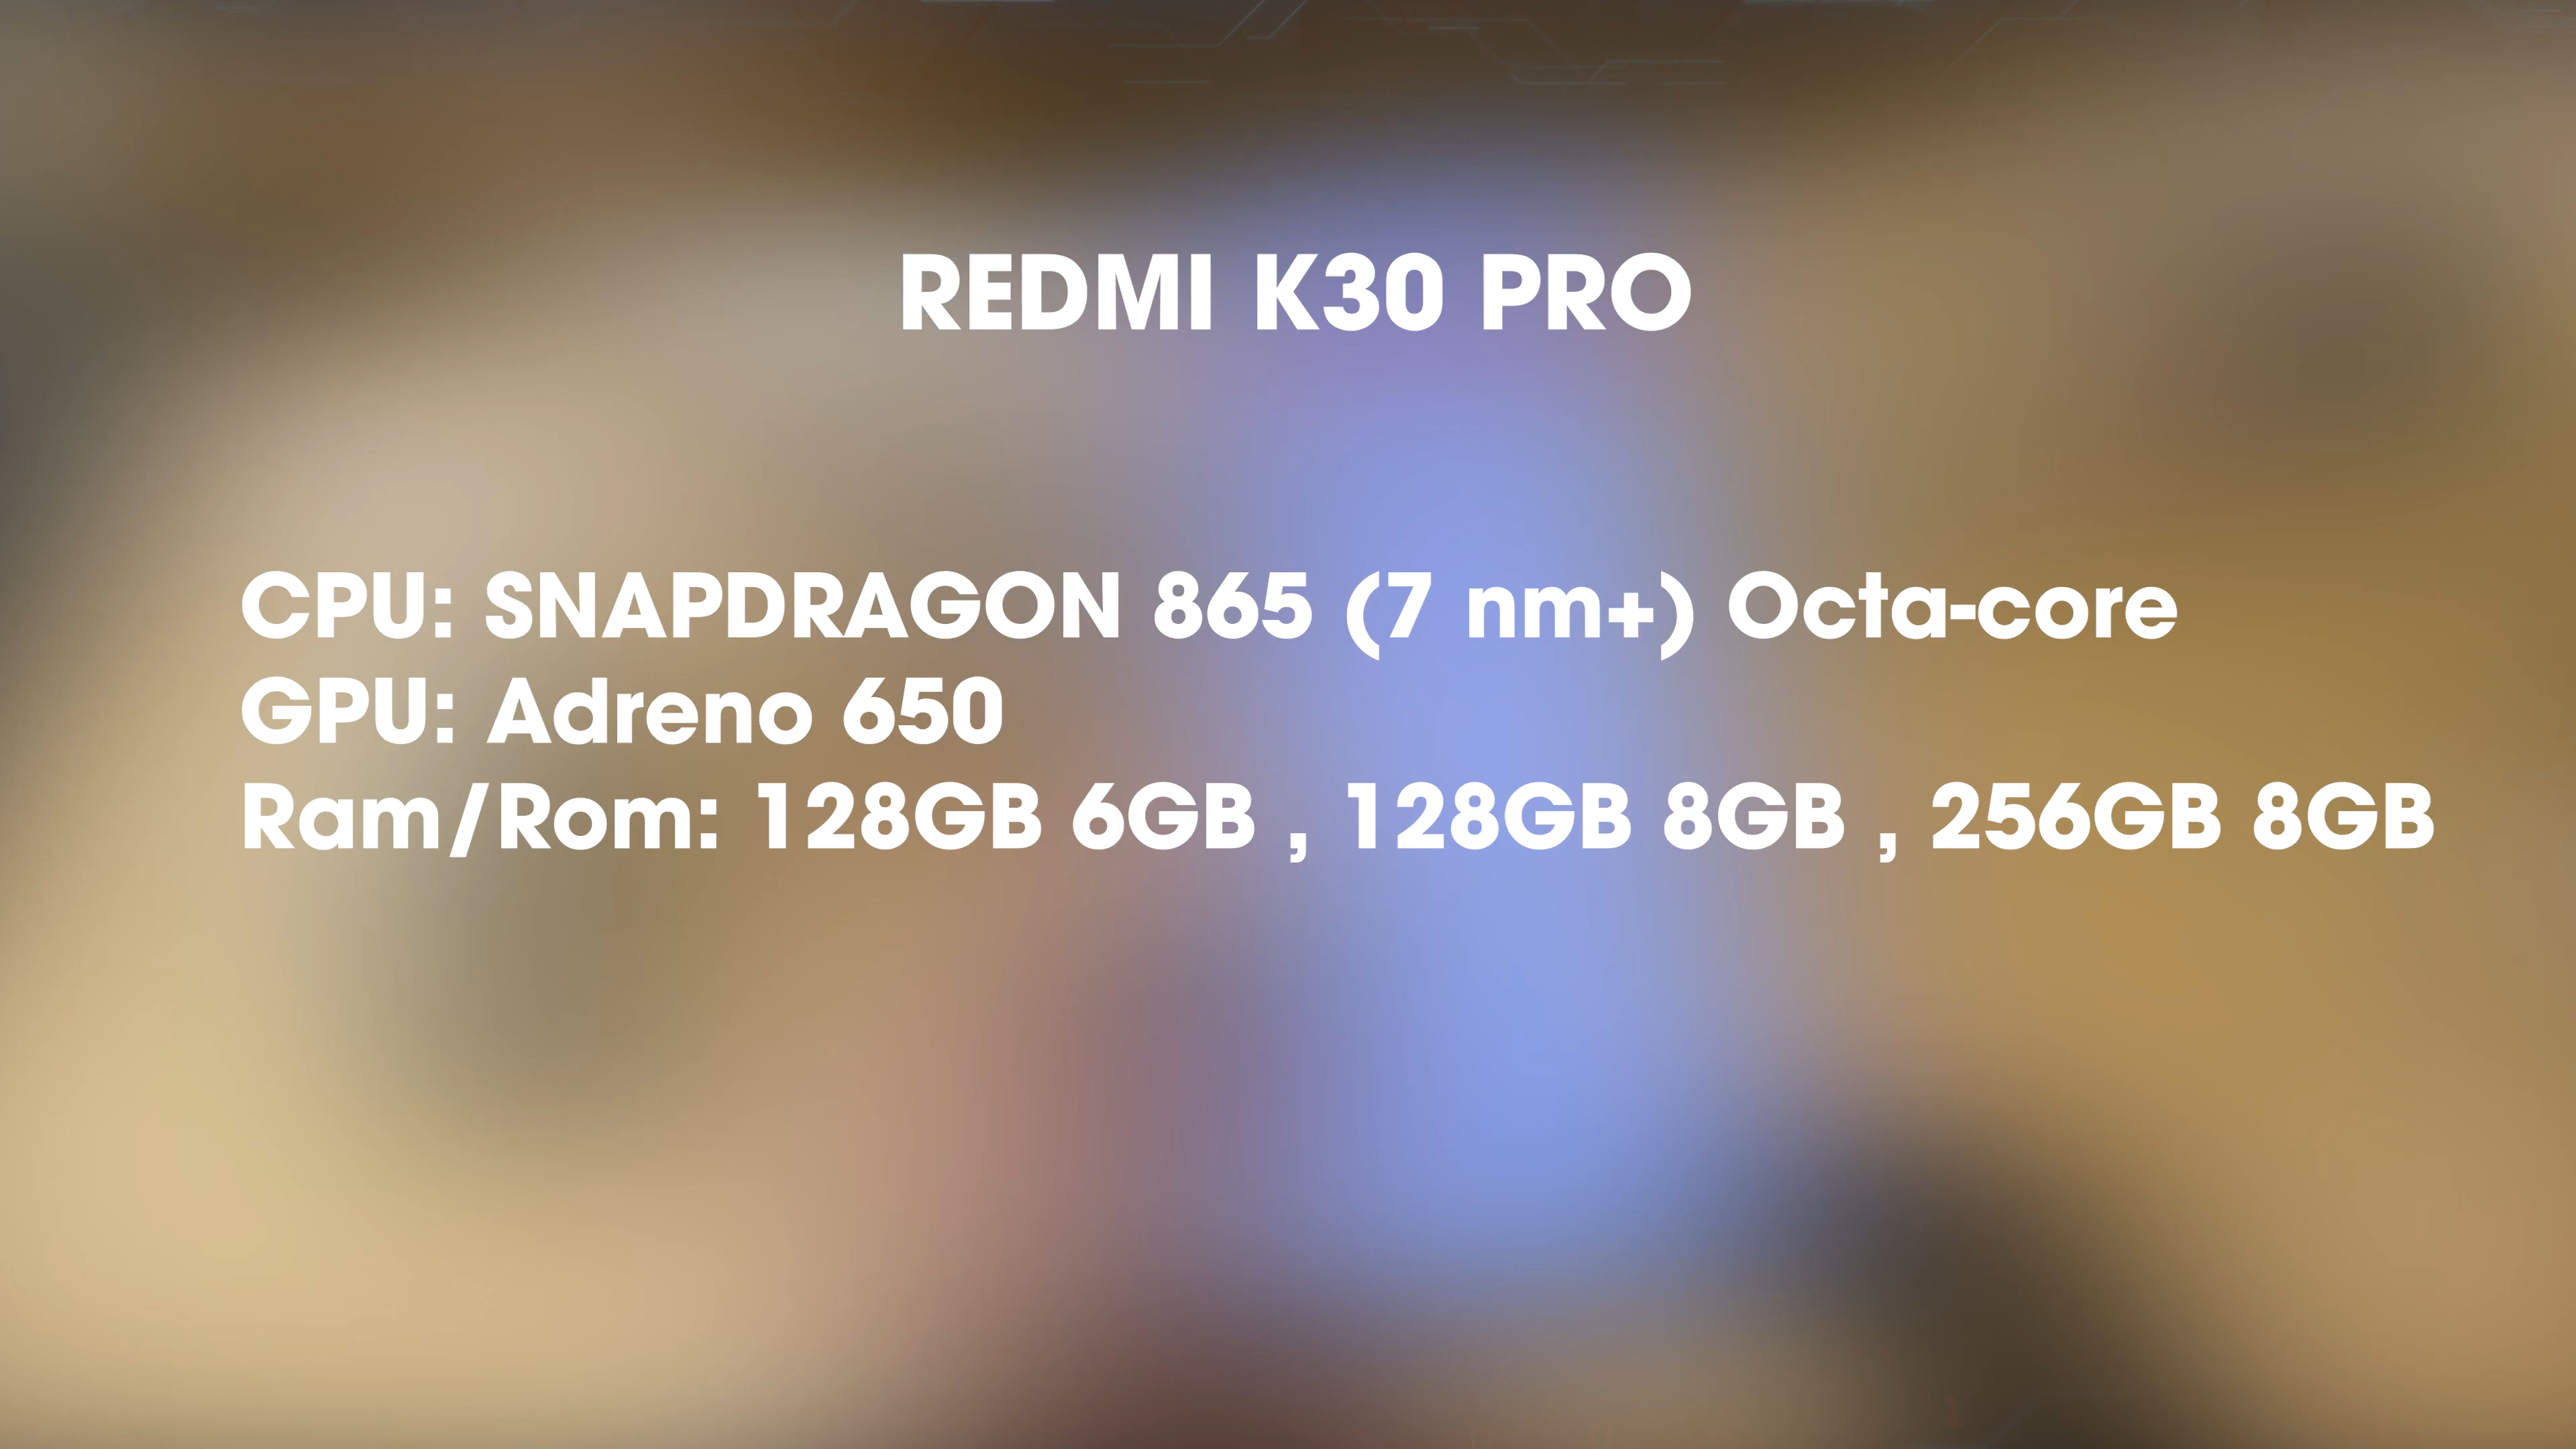 REDMI K30 PRO
CPU: SNAPDRAGON 865 (7 nm+) Octa-core
GPU: Adreno 650
Ram/Rom: 128GB 6GB , 128GB 8GB , 256GB 8GB